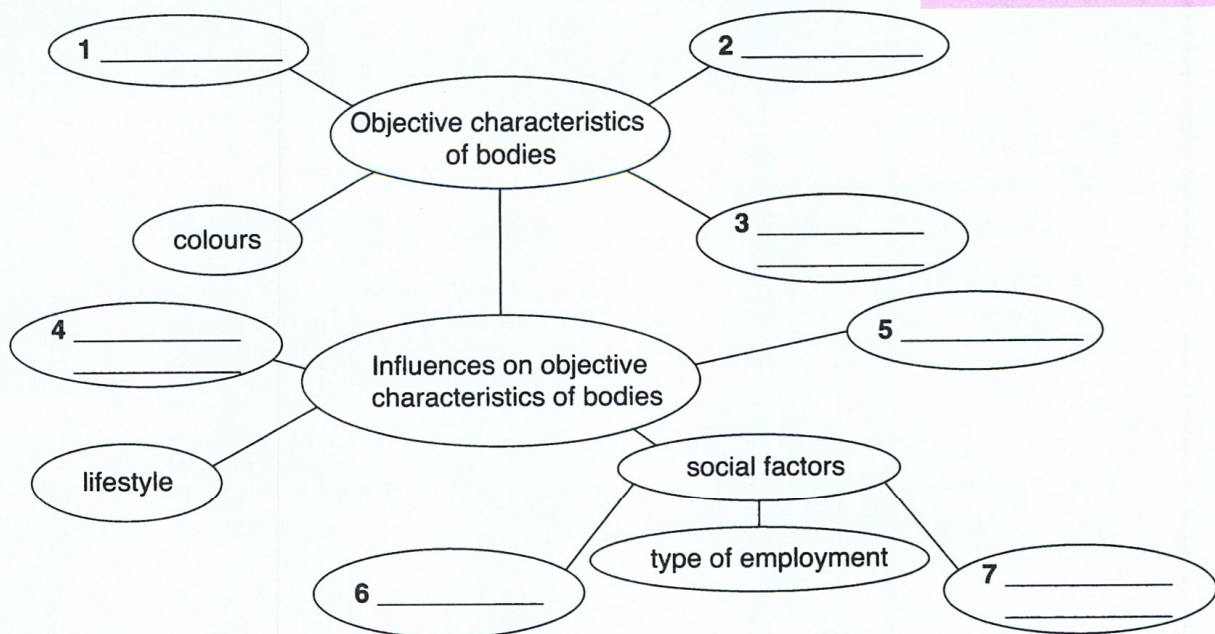 1
2
Objective characteristics
of bodies
colours
3
4
5
Influences on objective
characteristics of bodies
lifestyle
social factors
type of employment
6
7